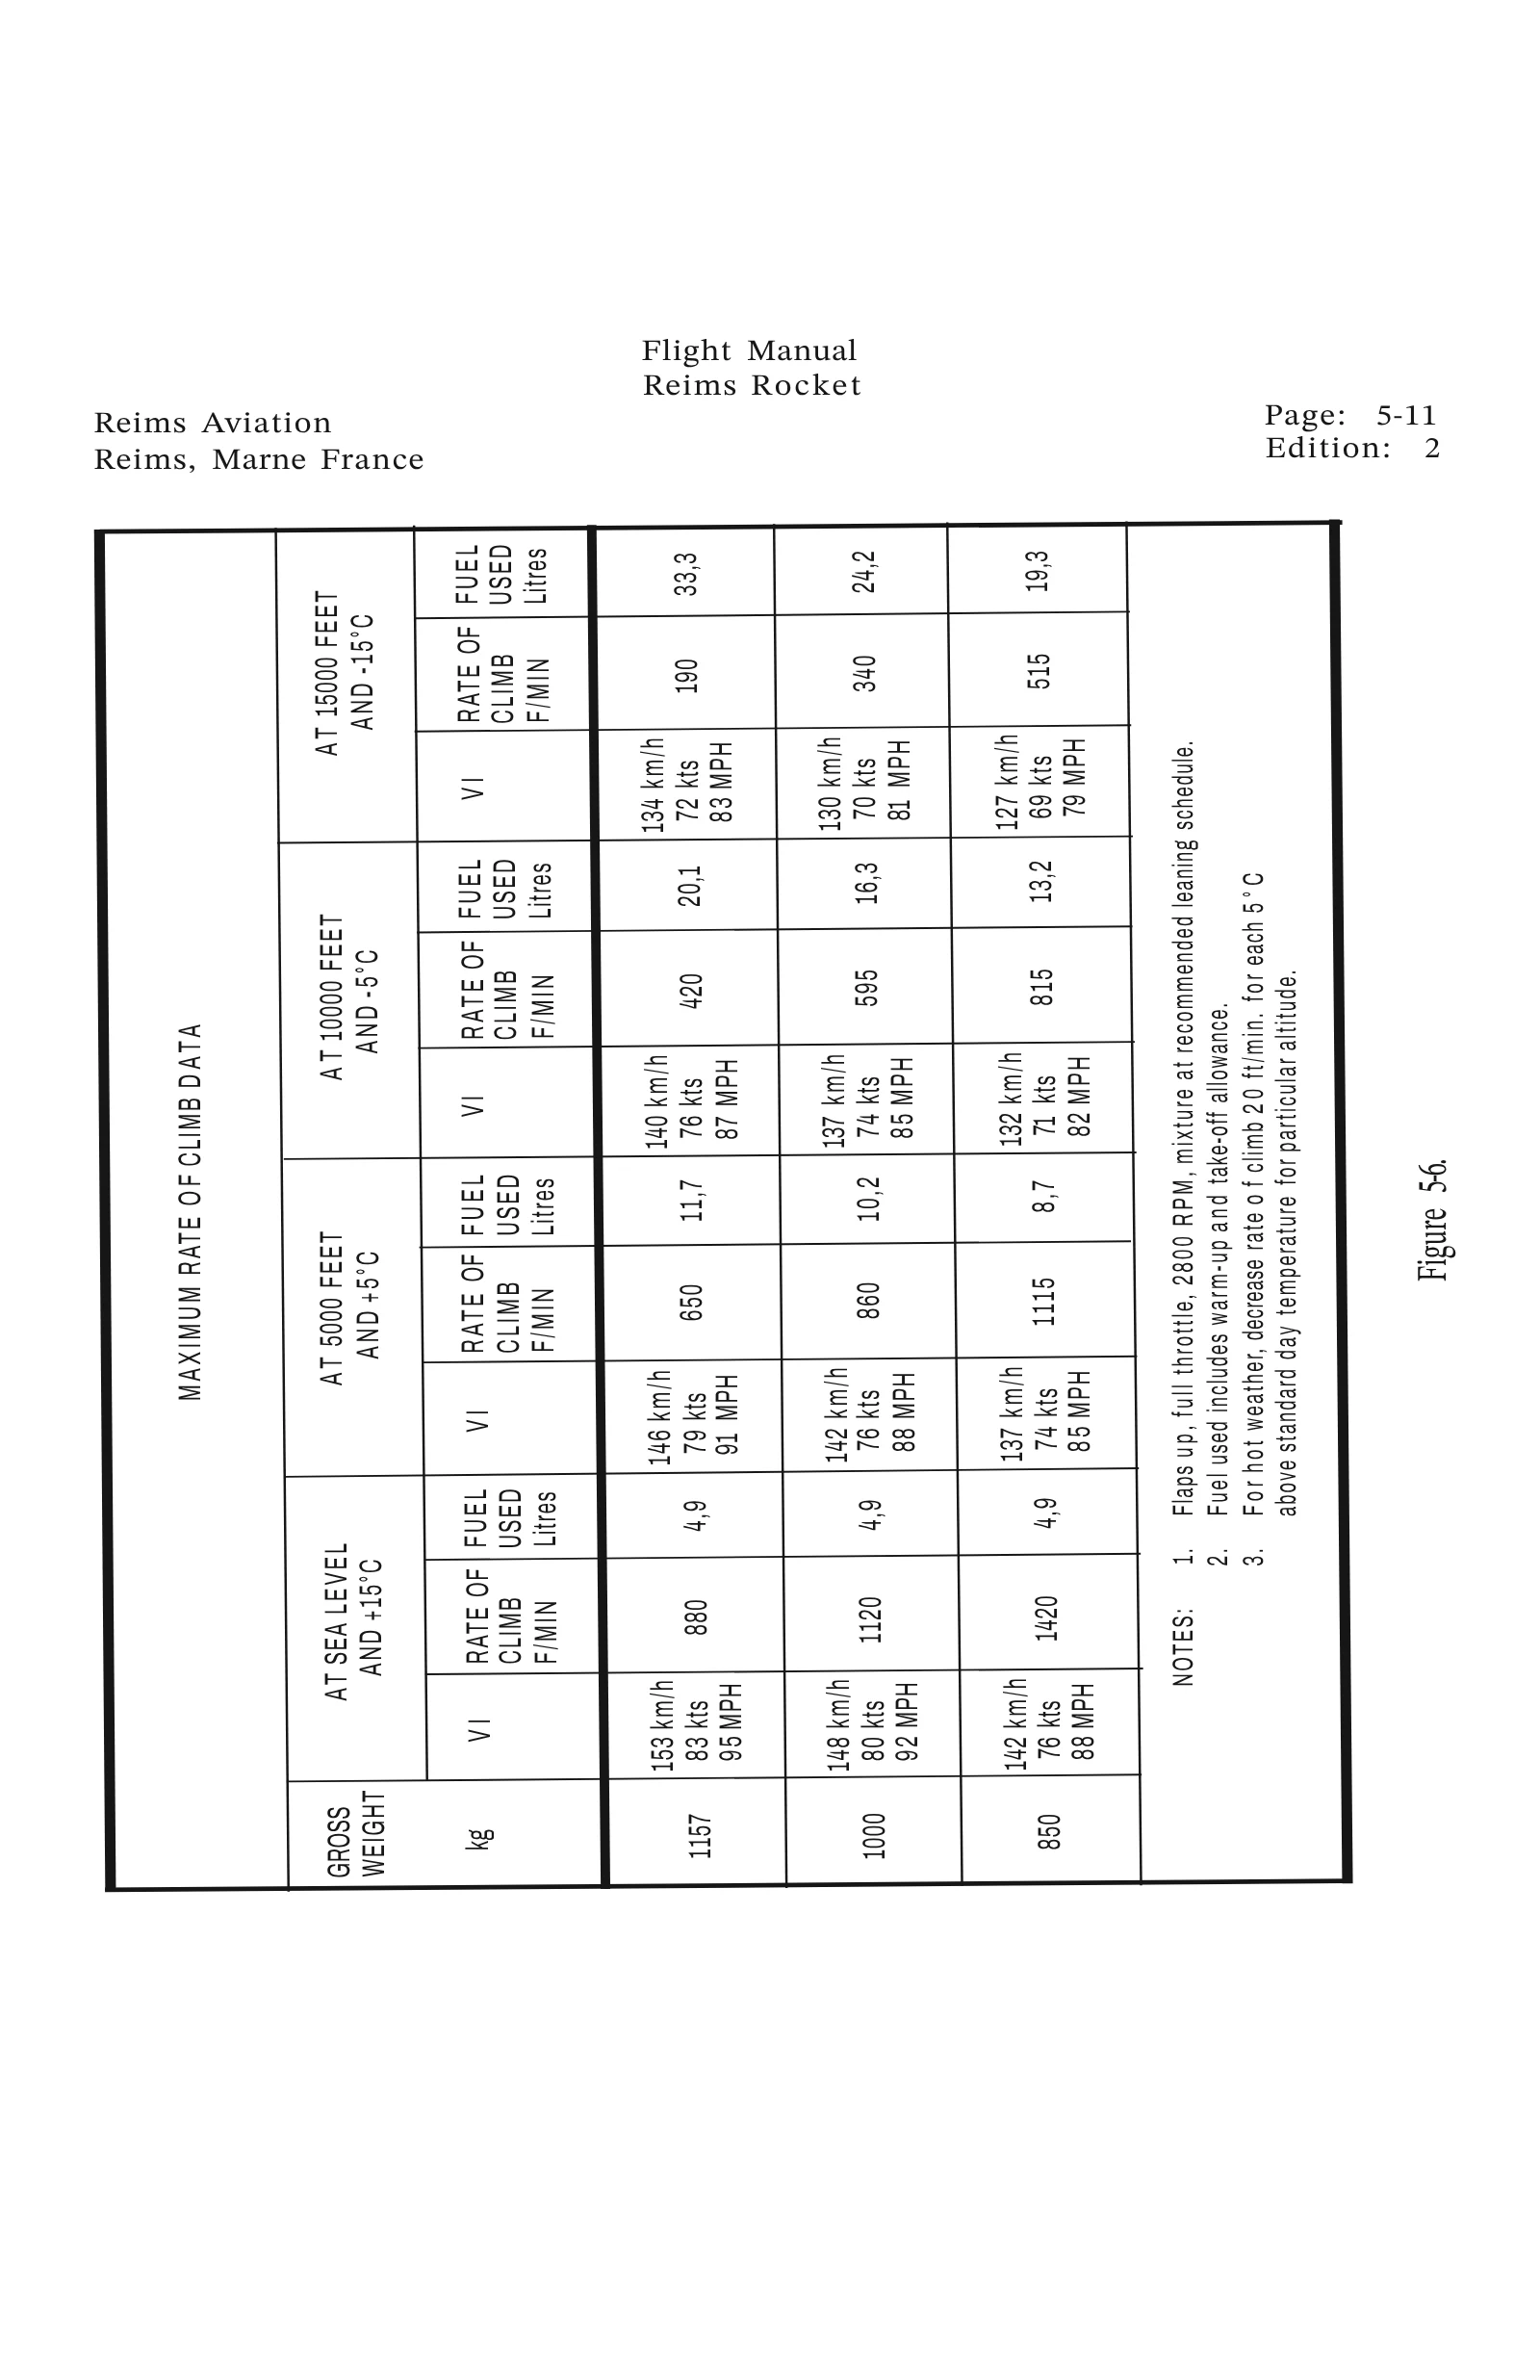 Flight Manual
Reims Rocket
Reims Aviation
Reims, Marne France
Page: 5-11
Edition: 2
MAXIMUM RATE OF CLIMB DATA
GROSS
WEIGHT
kg
AT SEA LEVEL
AND +15°C
AT 5000 FEET
AND +5°C
AT 10000 FEET
AND -5°C
AT 15000 FEET
AND -15°C
VI
RATE OF
CLIMB
F/MIN
FUEL
USED
Litres
VI
RATE OF
CLIMB
F/MIN
FUEL
USED
Litres
VI
RATE OF
CLIMB
F/MIN
FUEL
USED
Litres
VI
RATE OF
CLIMB
F/MIN
FUEL
USED
Litres
1157
153 km/h
83 kts
95 MPH
880
4,9
146 km/h
79 kts
91 MPH
650
11,7
140 km/h
76 kts
87 MPH
420
20,1
134 km/h
72 kts
83 MPH
190
33,3
1000
148 km/h
80 kts
92 MPH
1120
4,9
142 km/h
76 kts
88 MPH
860
10,2
137 km/h
74 kts
85 MPH
595
16,3
130 km/h
70 kts
81 MPH
340
24,2
850
142 km/h
76 kts
88 MPH
1420
4,9
137 km/h
74 kts
85 MPH
1115
8,7
132 km/h
71 kts
82 MPH
815
13,2
127 km/h
69 kts
79 MPH
515
19,3
NOTES: 1. Flaps up, full throttle, 2800 RPM, mixture at recommended leaning schedule.
2. Fuel used includes warm-up and take-off allowance.
3. For hot weather, decrease rate of climb 20 ft/min. for each 5°C
above standard day temperature for particular altitude.
Figure 5-6.